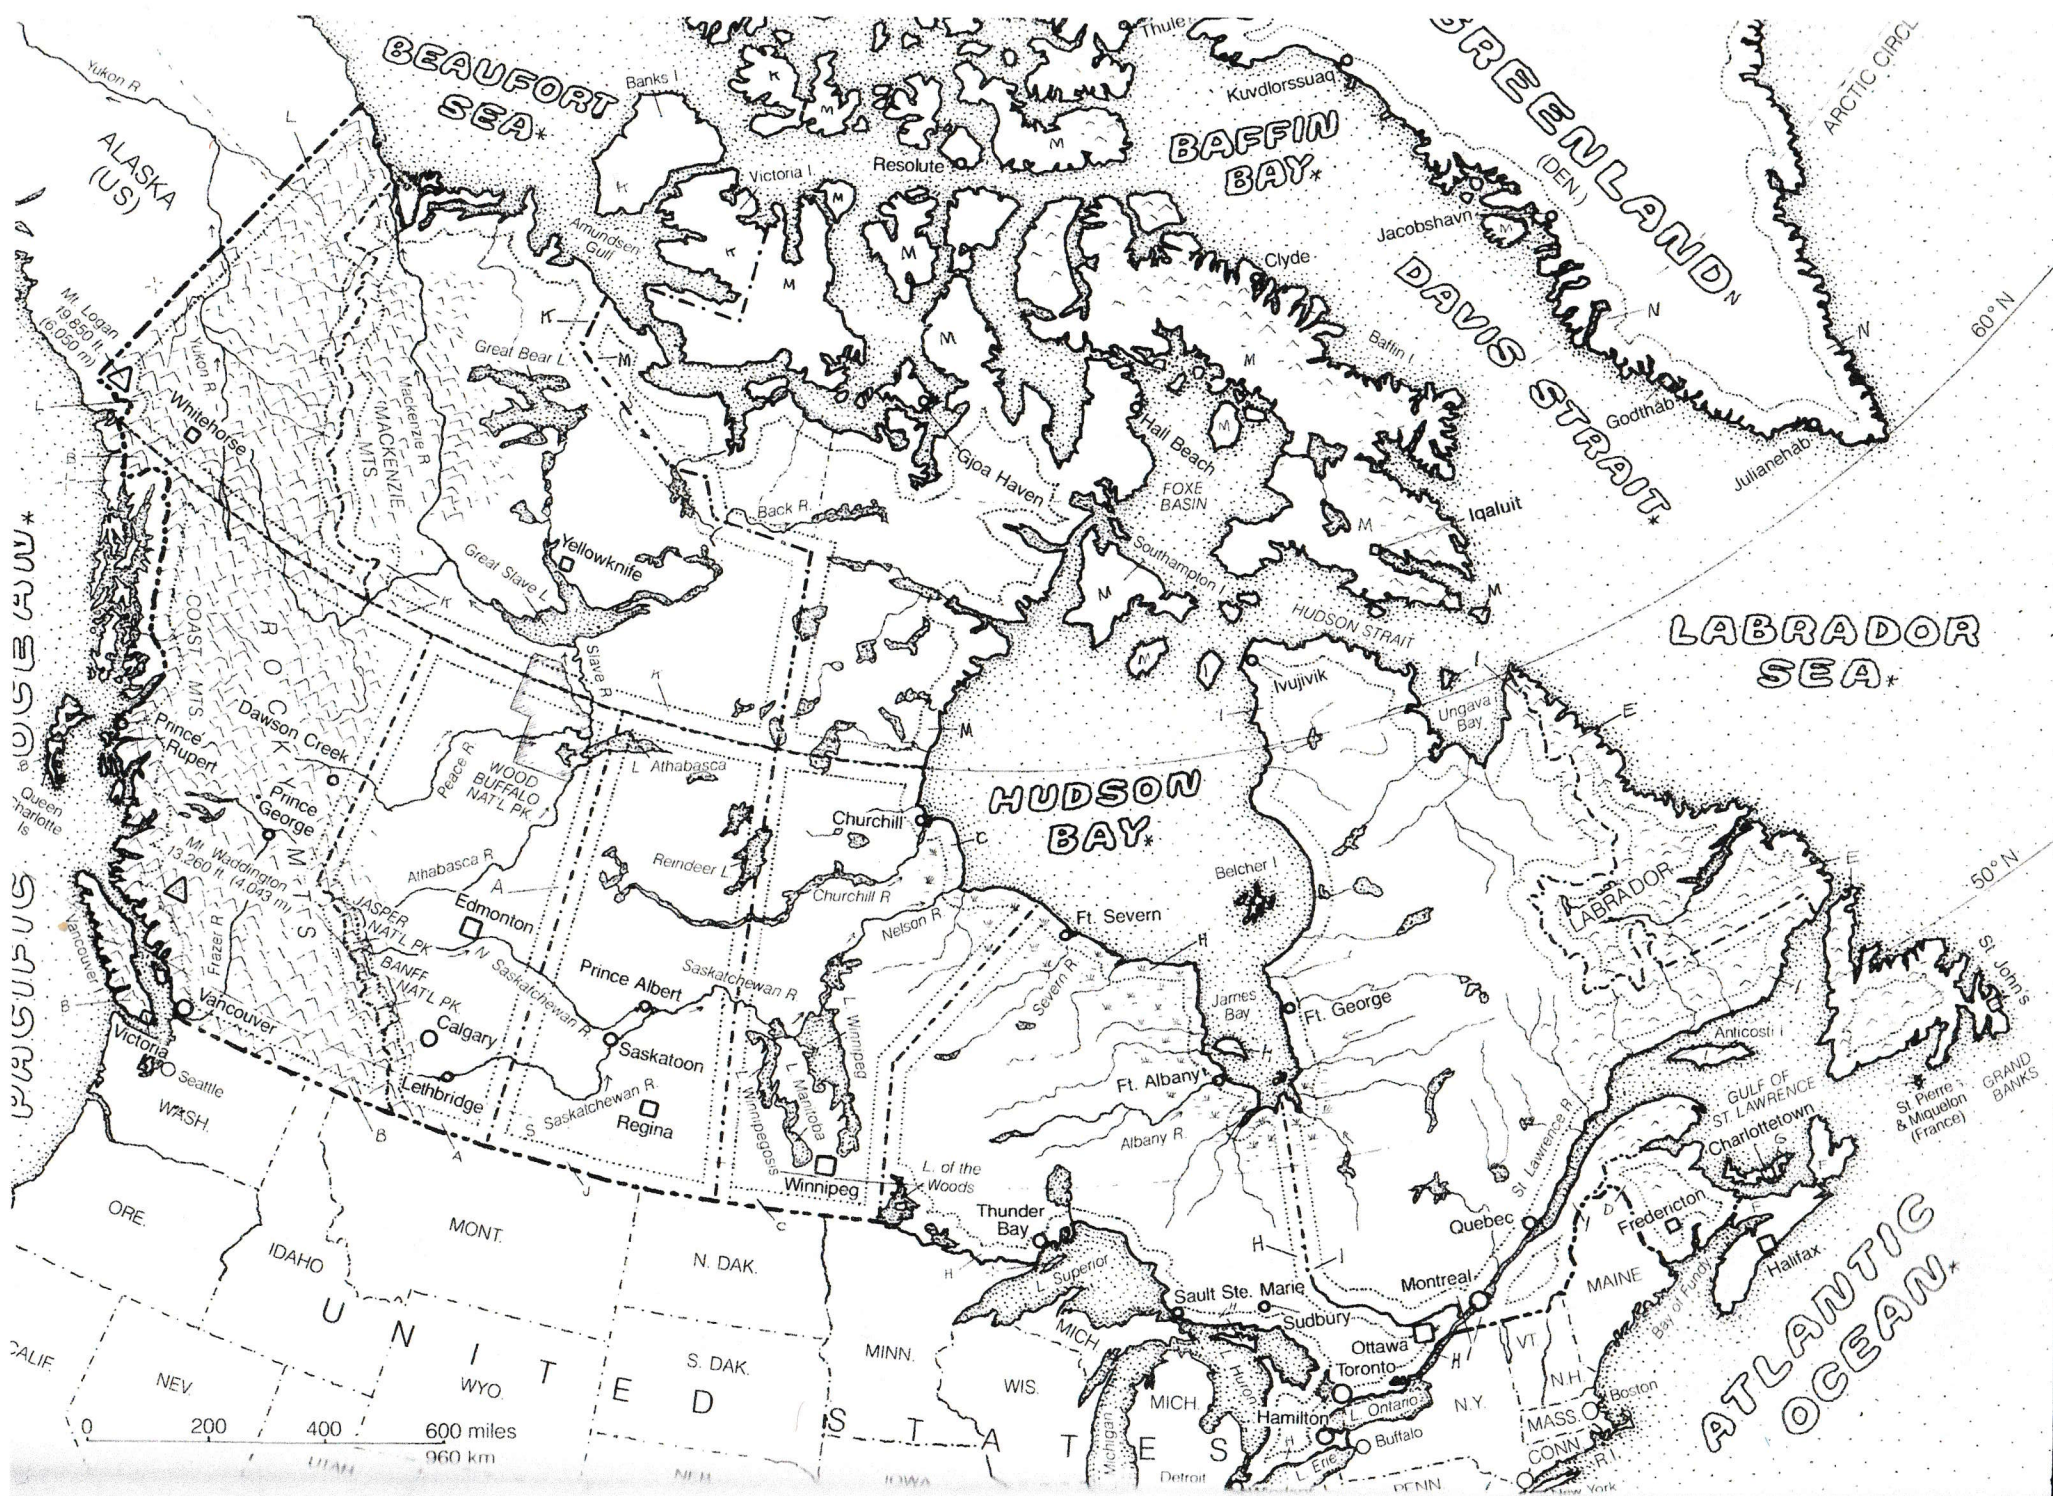 BEAUFORT
SEA*
Banks I
Yukon R
ALASKA
(US)
L
K
M
Thule
Kuvdlorssuaq
GREENLAND N
(DEN.)
ARCTIC CIRCL
BAFFIN
BAY*
Resolute
Victoria I
Amundsen
Gulf
Jacobshavn
Clyde
DAVIS STRAIT*
N
N
60° N
Mt. Logan
19,850 ft.
(6,050 m)
L
Yukon R
Whitehorse
B
MACKENZIE
MTS
Mackenzie R
Great Bear L
K
M
Baffin I
Godthab
Julianehab
Hall Beach
Gjoa Haven
FOXE
BASIN
Back R.
Iqaluit
Yellowknife
Great Slave L
Southampton I
HUDSON STRAIT
PACIFIC OCEAN*
COAST MTS
ROCKY MTS
K
Slave R
K
M
LABRADOR
SEA*
Ivujivik
Ungava
Bay
I
E
Prince
Rupert
Dawson Creek
Prince
George
Peace R
WOOD
BUFFALO
NAT'L PK
L Athabasca
Queen
Charlotte
Is
Mt Waddington
13,260 ft. (4,043 m)
HUDSON
BAY*
Churchill
C
Reindeer L
Churchill R
Athabasca R
A
Belcher I
50° N
E
LABRADOR
Vancouver
Frazer R
JASPER
NAT'L PK
Edmonton
BANFF
NAT'L PK
N Saskatchewan R
Prince Albert
Saskatchewan R
Nelson R
Ft. Severn
Severn R
H
James
Bay
Ft. George
St. John's
B
Vancouver
Victoria
Calgary
Saskatoon
L Winnipeg
Anticosti I
Seattle
WASH.
Lethbridge
S Saskatchewan R.
Regina
L Manitoba
Winnipegosis
Ft. Albany
Albany R.
H
GULF OF
ST LAWRENCE
St. Pierre
& Miquelon
(France)
GRAND
BANKS
Charlottetown
G
B
A
J
C
Winnipeg
L. of the
Woods
Thunder
Bay
St Lawrence R
Quebec
D
Fredericton
F
ORE.
IDAHO
MONT.
N. DAK.
H
L Superior
H
I
Sault Ste. Marie
Sudbury
Montreal
MAINE
Halifax
Bay of Fundy
ATLANTIC
OCEAN*
UNITED STATES
CALIF.
NEV.
WYO.
S. DAK.
MINN.
WIS.
MICH
MICH.
L Huron
Ottawa
Toronto
H
VT
N.H.
0 200 400 600 miles
960 km
UTAH
NEB
IOWA
Michigan
Hamilton
L Ontario
N.Y.
MASS.
Boston
H
Buffalo
CONN
R.I.
Detroit
L Erie
PENN.
New York